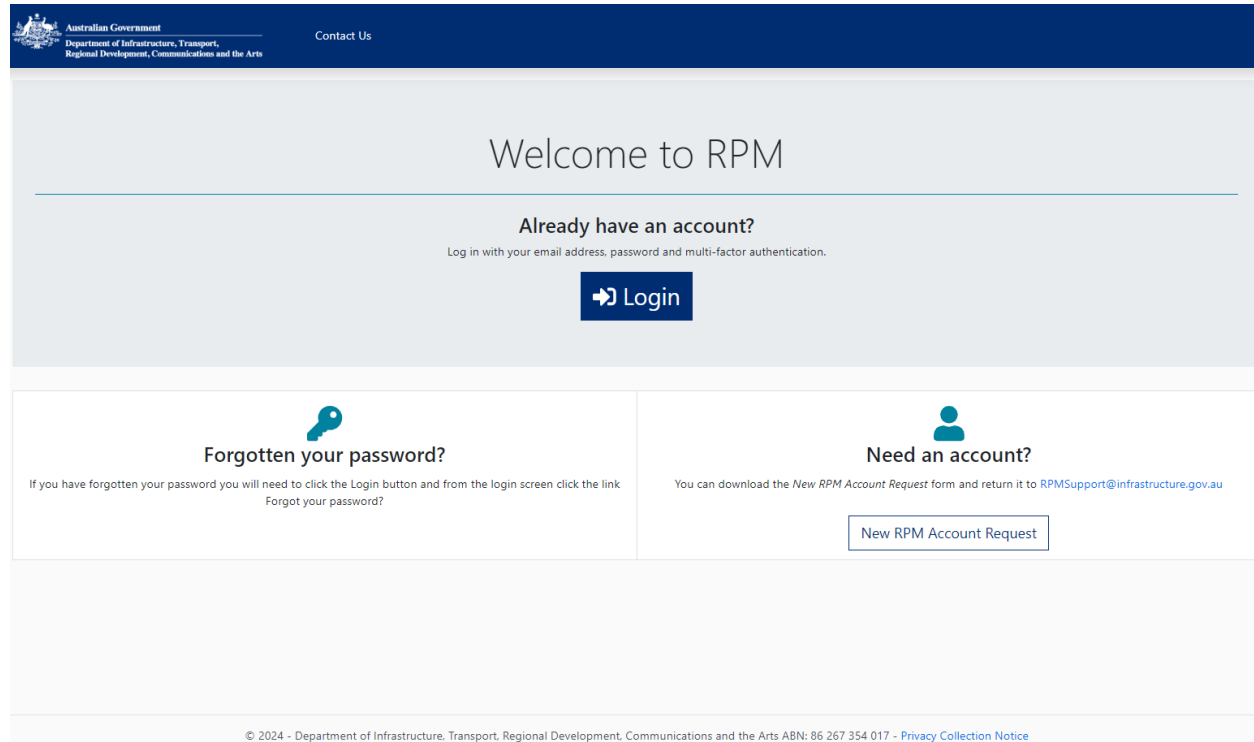 Australian Government
Department of Infrastructure, Transport,
Regional Development, Communications and the Arts
Contact Us
Welcome to RPM
Already have an account?
Log in with your email address, password and multi-factor authentication.
Login
Forgotten your password?
If you have forgotten your password you will need to click the Login button and from the login screen click the link
Forgot your password?
Need an account?
You can download the New RPM Account Request form and return it to RPMSupport@infrastructure.gov.au
New RPM Account Request
© 2024 - Department of Infrastructure, Transport, Regional Development, Communications and the Arts ABN: 86 267 354 017 - Privacy Collection Notice